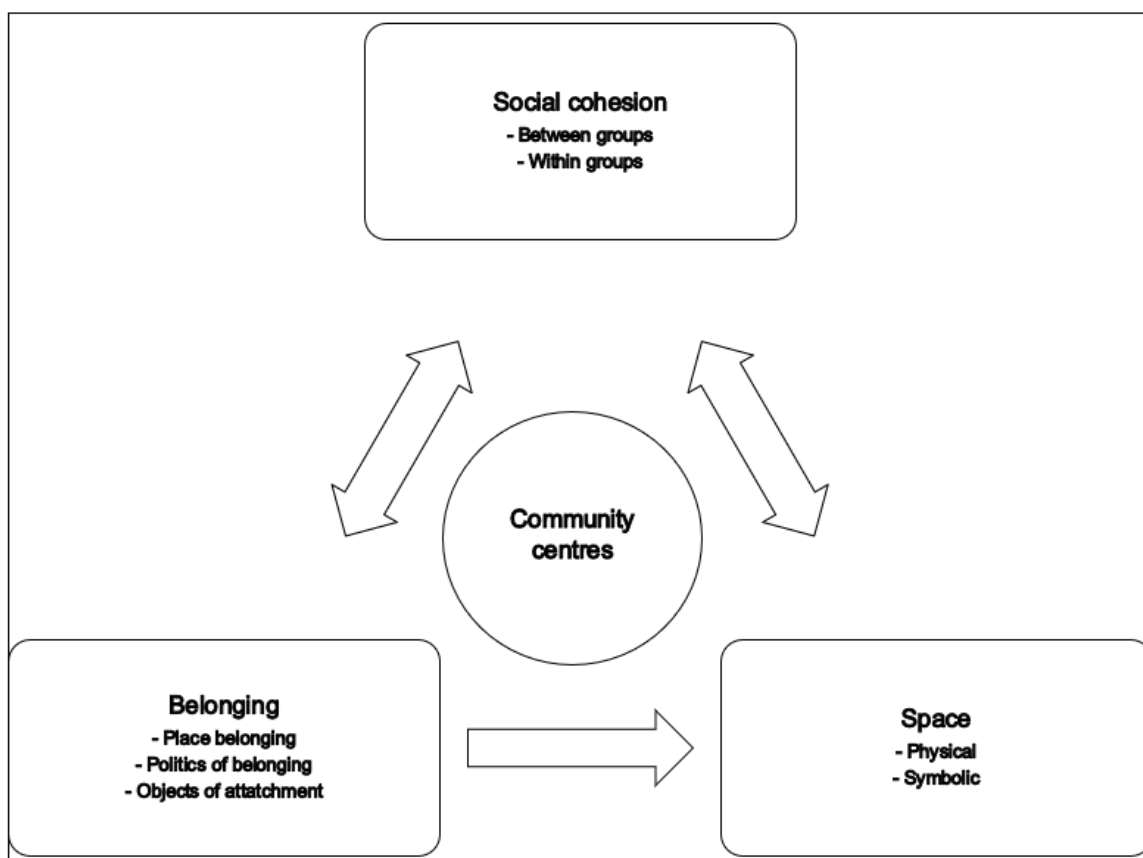 Social cohesion
- Between groups
- Within groups
Community
centres
Belonging
- Place belonging
- Politics of belonging
- Objects of attatchment
Space
- Physical
- Symbolic